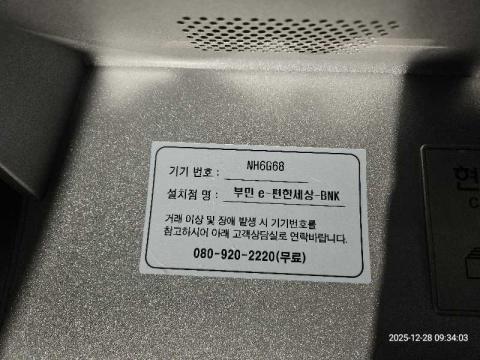 기기 번호 : NH6G68
설치점 명 : 부민 e-편한세상-BNK
거래 이상 및 장애 발생 시 기기번호를
참고하시어 아래 고객상담실로 연락바랍니다.
080-920-2220(무료)
현
C
2025-12-28 09:34:03